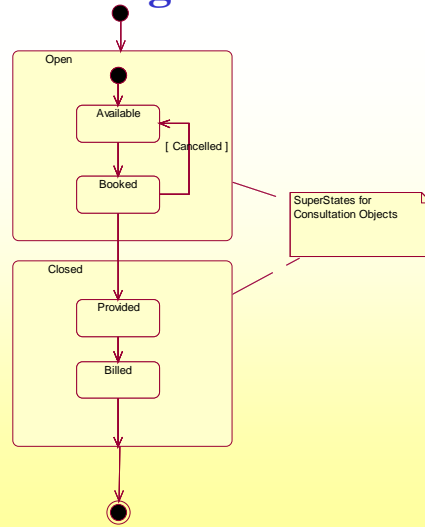 Open
Available
[ Cancelled ]
Booked
SuperStates for
Consultation Objects
Closed
Provided
Billed